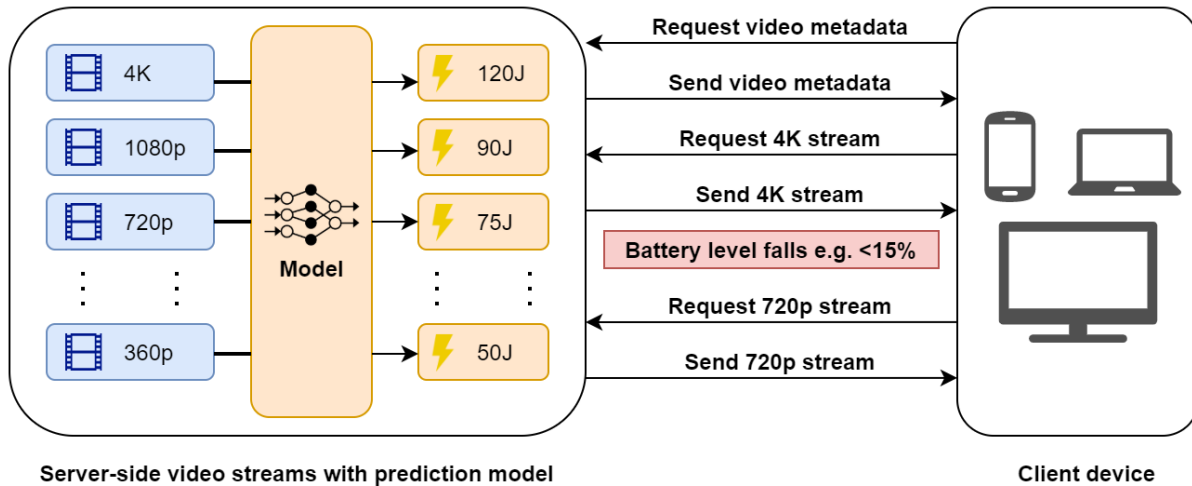 4K
120J
1080p
90J
720p
75J
Model
360p
50J
Request video metadata
Send video metadata
Request 4K stream
Send 4K stream
Battery level falls e.g. <15%
Request 720p stream
Send 720p stream
Server-side video streams with prediction model
Client device